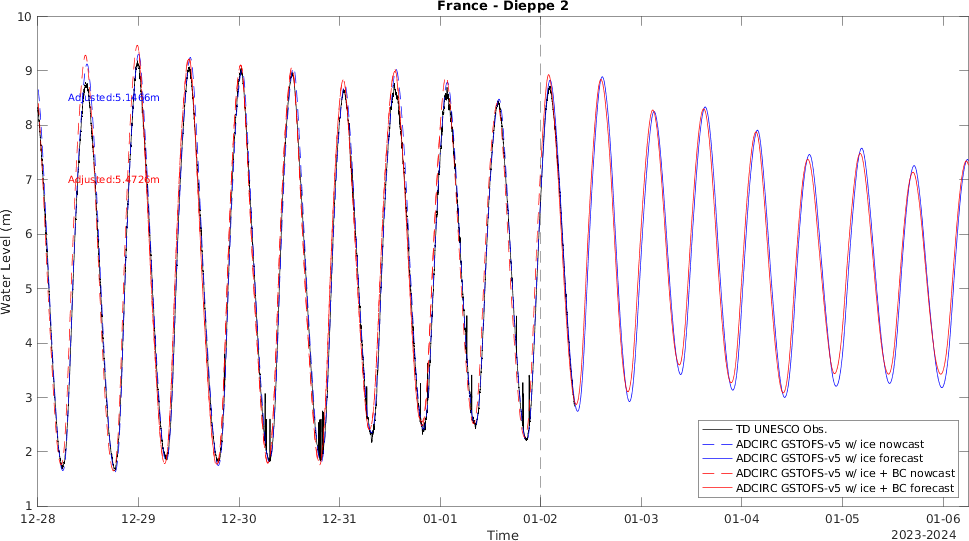 France - Dieppe 2
10
9
8
7
6
5
4
3
2
1
Water Level (m)
Adjusted:5.1466m
Adjusted:5.4726m
TD UNESCO Obs.
ADCIRC GSTOFS-v5 w/ ice nowcast
ADCIRC GSTOFS-v5 w/ ice forecast
ADCIRC GSTOFS-v5 w/ ice + BC nowcast
ADCIRC GSTOFS-v5 w/ ice + BC forecast
12-28 12-29 12-30 12-31 01-01 01-02 01-03 01-04 01-05 01-06
Time
2023-2024